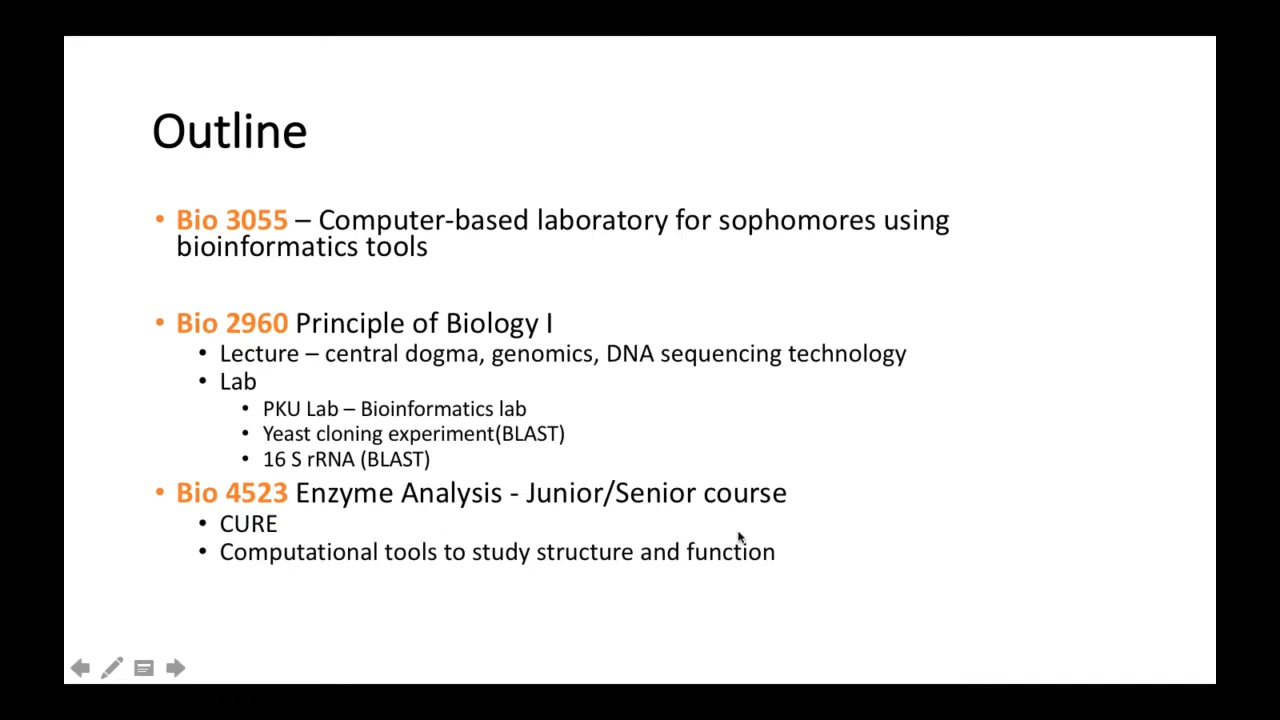 Outline
• Bio 3055 – Computer-based laboratory for sophomores using
bioinformatics tools
• Bio 2960 Principle of Biology I
• Lecture – central dogma, genomics, DNA sequencing technology
• Lab
• PKU Lab – Bioinformatics lab
• Yeast cloning experiment(BLAST)
• 16 S rRNA (BLAST)
• Bio 4523 Enzyme Analysis - Junior/Senior course
• CURE
• Computational tools to study structure and function